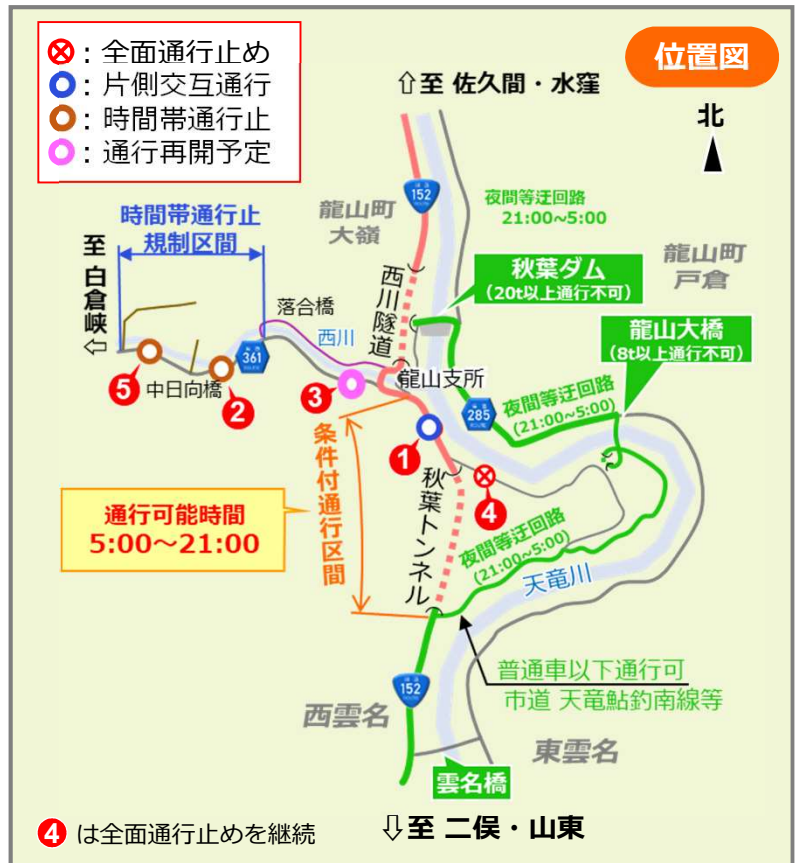 ⊗：全面通行止め
○：片側交互通行
○：時間帯通行止
○：通行再開予定
位置図
⇧至 佐久間・水窪
北
152
夜間等迂回路
21:00~5:00
龍山町
大嶺
龍山町
戸倉
時間帯通行止
規制区間
至 白倉峡
⇦
秋葉ダム
（20t以上通行不可）
西川隧道
落合橋
西川
龍山大橋
（8t以上通行不可）
361
龍山支所
5
中日向橋
2
3
285
夜間等迂回路
(21:00~5:00)
1
条件付通行区間
秋葉トンネル
4
通行可能時間
5:00～21:00
夜間等迂回路
(21:00~5:00)
天竜川
普通車以下通行可
市道 天竜鮎釣南線等
152
西雲名
東雲名
雲名橋
4 は全面通行止めを継続
⇩至 二俣・山東